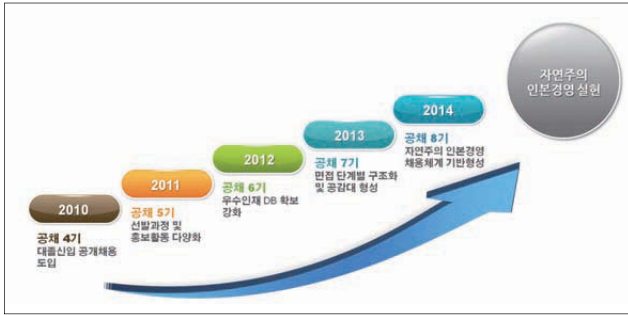 자연주의
인본경영 실현
2014
공채 8기
자연주의 인본경영
채용체계 기반형성
2013
공채 7기
면접 단계별 구조화
및 공감대 형성
2012
공채 6기
우수인재 DB 확보
강화
2011
공채 5기
선발과정 및
홍보활동 다양화
2010
공채 4기
대졸신입 공개채용
도입